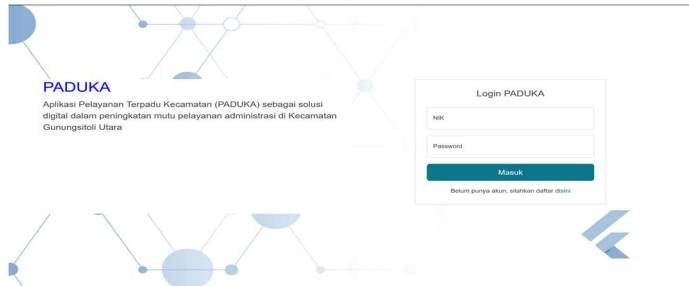 PADUKA
Aplikasi Pelayanan Terpadu Kecamatan (PADUKA) sebagai solusi
digital dalam peningkatan mutu pelayanan administrasi di Kecamatan
Gunungsitoli Utara
Login PADUKA
NIK
Password
Masuk
Belum punya akun, silahkan daftar disini